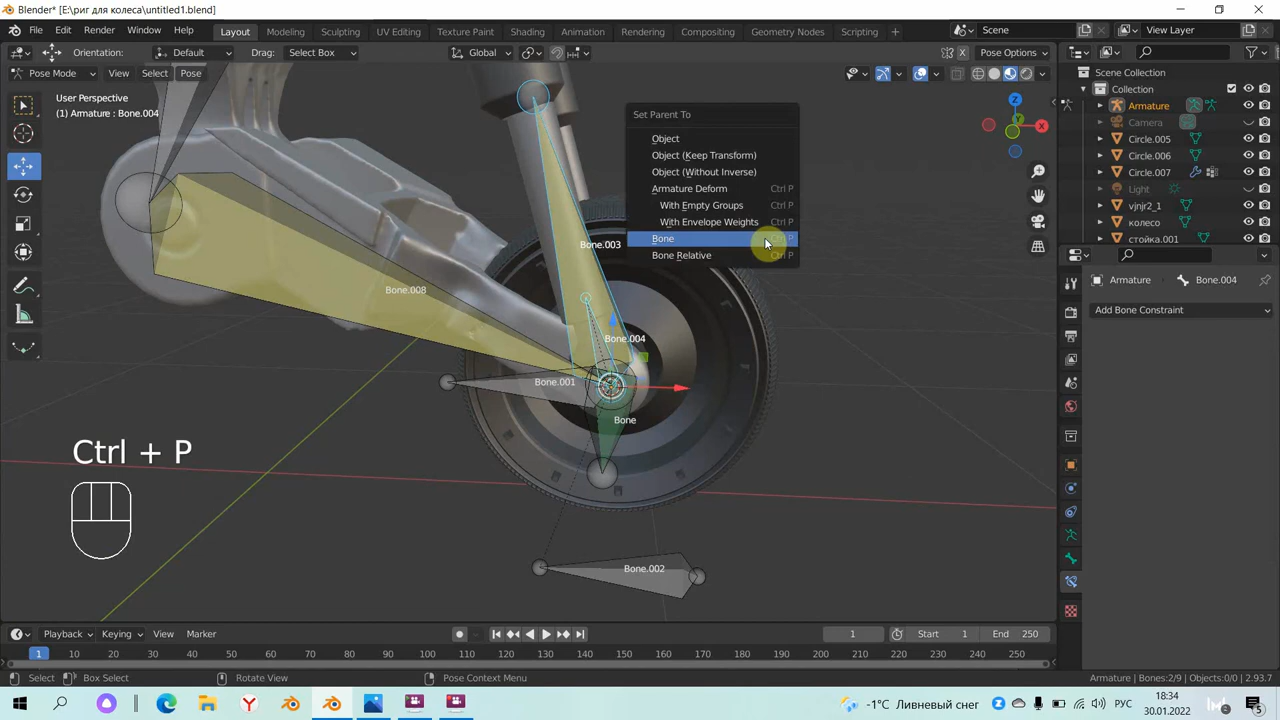 Blender* [E:\риг для колеса\untitled1.blend]
File Edit Render Window Help Layout Modeling Sculpting UV Editing Texture Paint Shading Animation Rendering Compositing Geometry Nodes Scripting + Scene View Layer
Orientation: Default Drag: Select Box Global X Pose Options
Pose Mode View Select Pose
User Perspective
(1) Armature : Bone.004
Set Parent To
Object
Object (Keep Transform)
Object (Without Inverse)
Armature Deform Ctrl P
With Empty Groups Ctrl P
With Envelope Weights Ctrl P
Bone Ctrl P
Bone Relative Ctrl P
Z
Y
X
Bone.003
Bone.008
Bone.004
Bone.001
Bone
Bone.002
Ctrl + P
Scene Collection
Collection
Armature
Camera
Circle.005
Circle.006
Circle.007
Light
vjnjr2_1
колесо
стойка.001
Armature Bone.004
Add Bone Constraint
Playback Keying View Marker 1 Start 1 End 250
1 10 20 30 40 50 60 70 80 90 100 110 120 130 140 150 160 170 180 190 200 210 220 230 240 250
Select Box Select Rotate View Pose Context Menu Armature | Bones:2/9 | Objects:0/0 | 2.93.7
-1°C Ливневый снег РУС 18:34
30.01.2022 5